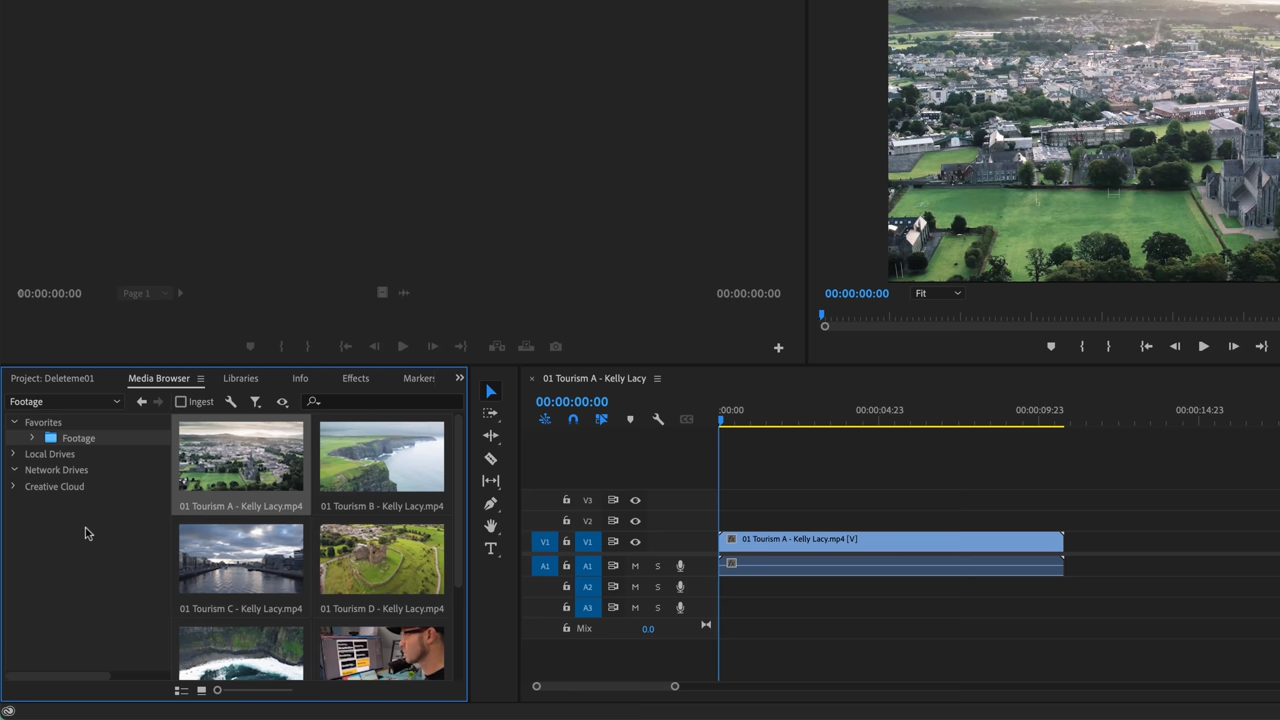 00:00:00:00
Page 1
00:00:00:00
00:00:00:00
Fit
Project: Deleteme01
Media Browser
Libraries
Info
Effects
Markers
Footage
Ingest
Favorites
Footage
Local Drives
Network Drives
Creative Cloud
01 Tourism A - Kelly Lacy.mp4
01 Tourism B - Kelly Lacy.mp4
01 Tourism C - Kelly Lacy.mp4
01 Tourism D - Kelly Lacy.mp4
× 01 Tourism A - Kelly Lacy
00:00:00:00
:00:00
00:00:04:23
00:00:09:23
00:00:14:23
V3
V2
V1 V1
01 Tourism A - Kelly Lacy.mp4 [V]
fx
A1 A1 M S
A2 M S
A3 M S
Mix 0.0